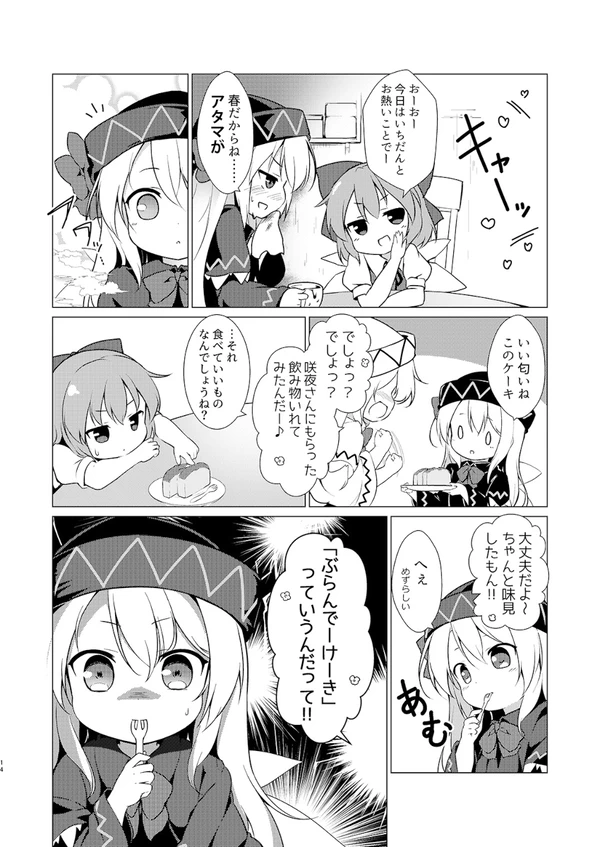 キャーッ
おーおー
今日はいちだんと
お熱いことでー
春だからね……
アタマが
いい匂いね
このケーキ
でしょっ？
でしょっ？
咲夜さんにもらった
飲み物いれて
みたんだー♪
…それ
食べていいもの
なんでしょうね？
大丈夫だよ～
ちゃんと味見
したもん!!
へぇ
めずらしい
あむ
「ぶらんでーけーき」
っていうんだって!!
14